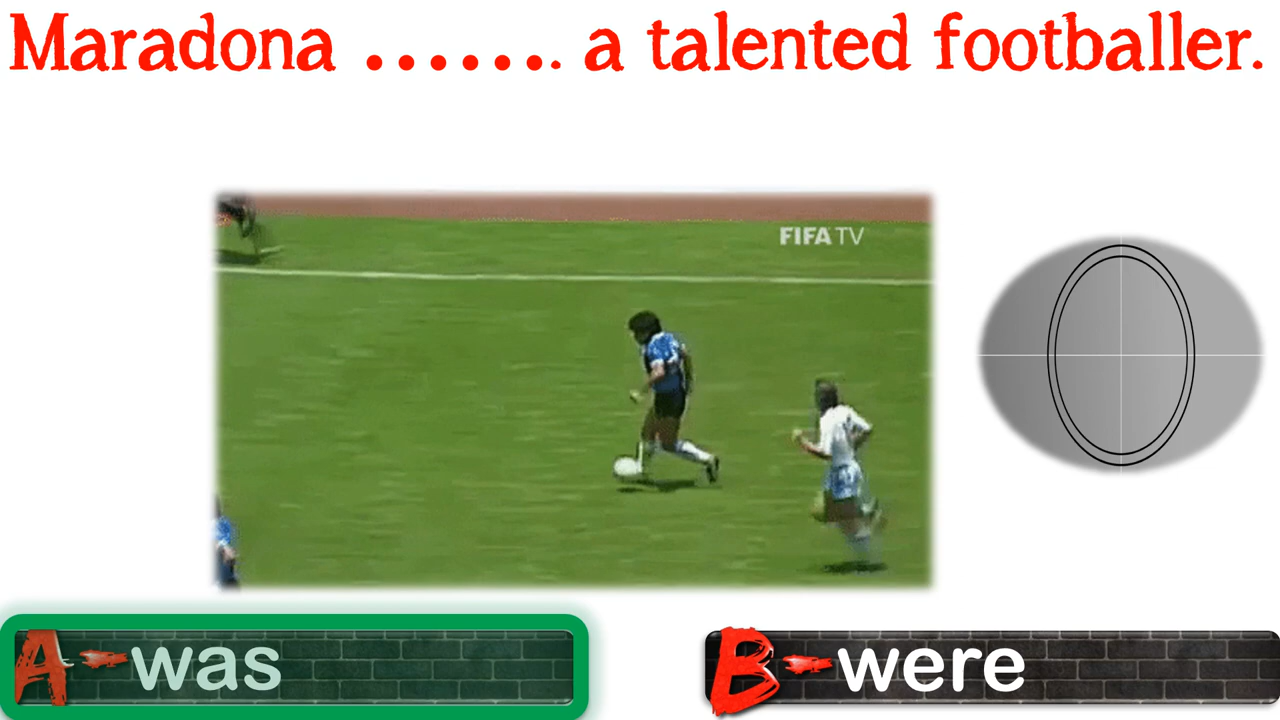 Maradona ……. a talented footballer.
FIFA TV
A- was
B- were